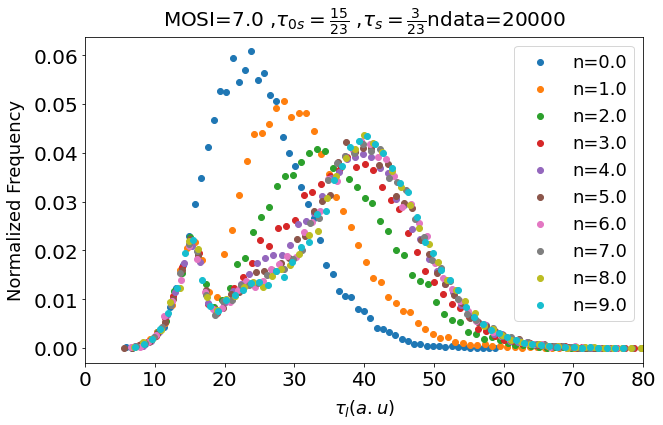 MOSI=7.0 ,τ₀ₛ = 15/23 ,τₛ = 3/23ndata=20000
Normalized Frequency
0.06
0.05
0.04
0.03
0.02
0.01
0.00
n=0.0
n=1.0
n=2.0
n=3.0
n=4.0
n=5.0
n=6.0
n=7.0
n=8.0
n=9.0
0 10 20 30 40 50 60 70 80
τ_l(a.u)